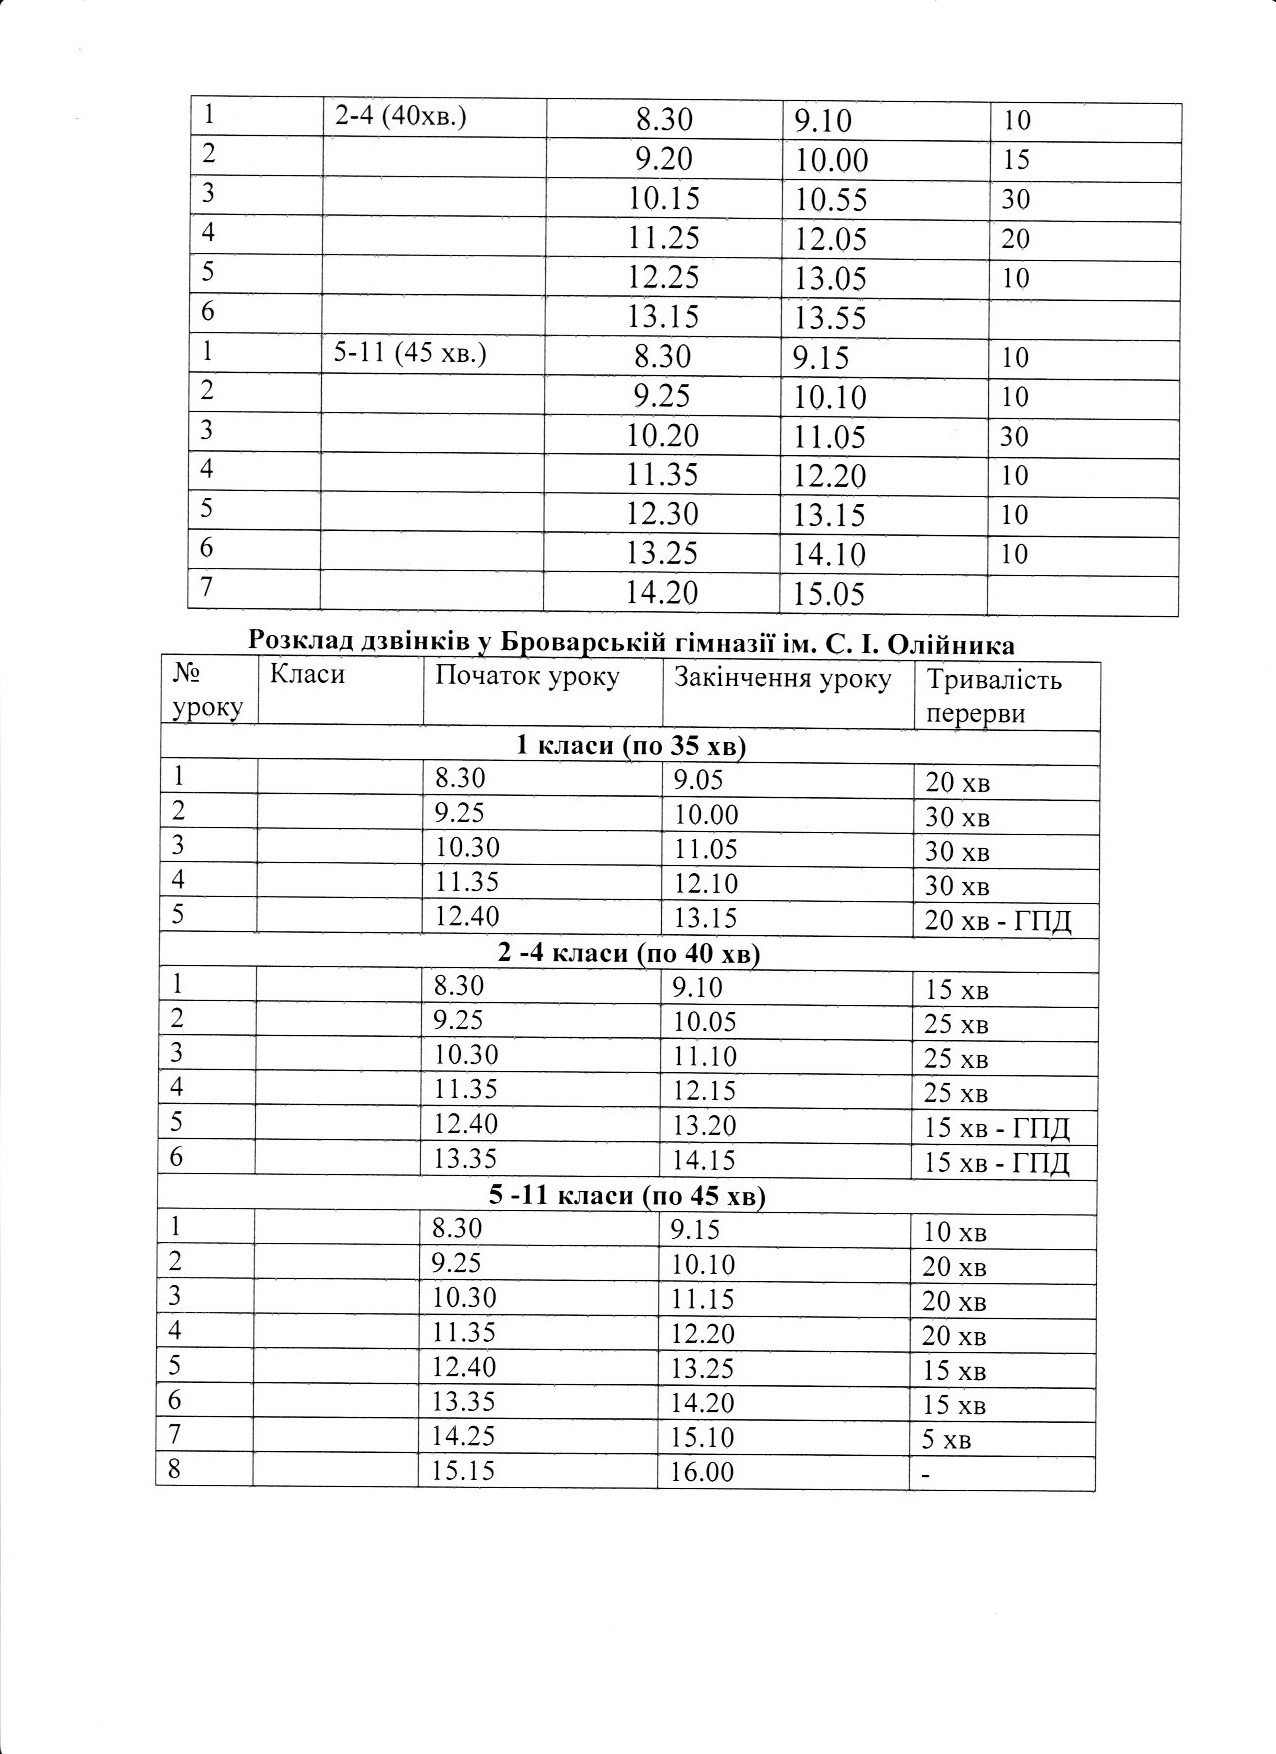 1 2-4 (40хв.) 8.30 9.10 10
2 9.20 10.00 15
3 10.15 10.55 30
4 11.25 12.05 20
5 12.25 13.05 10
6 13.15 13.55
1 5-11 (45 хв.) 8.30 9.15 10
2 9.25 10.10 10
3 10.20 11.05 30
4 11.35 12.20 10
5 12.30 13.15 10
6 13.25 14.10 10
7 14.20 15.05
Розклад дзвінків у Броварській гімназії ім. С. І. Олійника
№ Класи Початок уроку Закінчення уроку Тривалість
уроку перерви
1 класи (по 35 хв)
1 8.30 9.05 20 хв
2 9.25 10.00 30 хв
3 10.30 11.05 30 хв
4 11.35 12.10 30 хв
5 12.40 13.15 20 хв - ГПД
2 -4 класи (по 40 хв)
1 8.30 9.10 15 хв
2 9.25 10.05 25 хв
3 10.30 11.10 25 хв
4 11.35 12.15 25 хв
5 12.40 13.20 15 хв - ГПД
6 13.35 14.15 15 хв - ГПД
5 -11 класи (по 45 хв)
1 8.30 9.15 10 хв
2 9.25 10.10 20 хв
3 10.30 11.15 20 хв
4 11.35 12.20 20 хв
5 12.40 13.25 15 хв
6 13.35 14.20 15 хв
7 14.25 15.10 5 хв
8 15.15 16.00 -